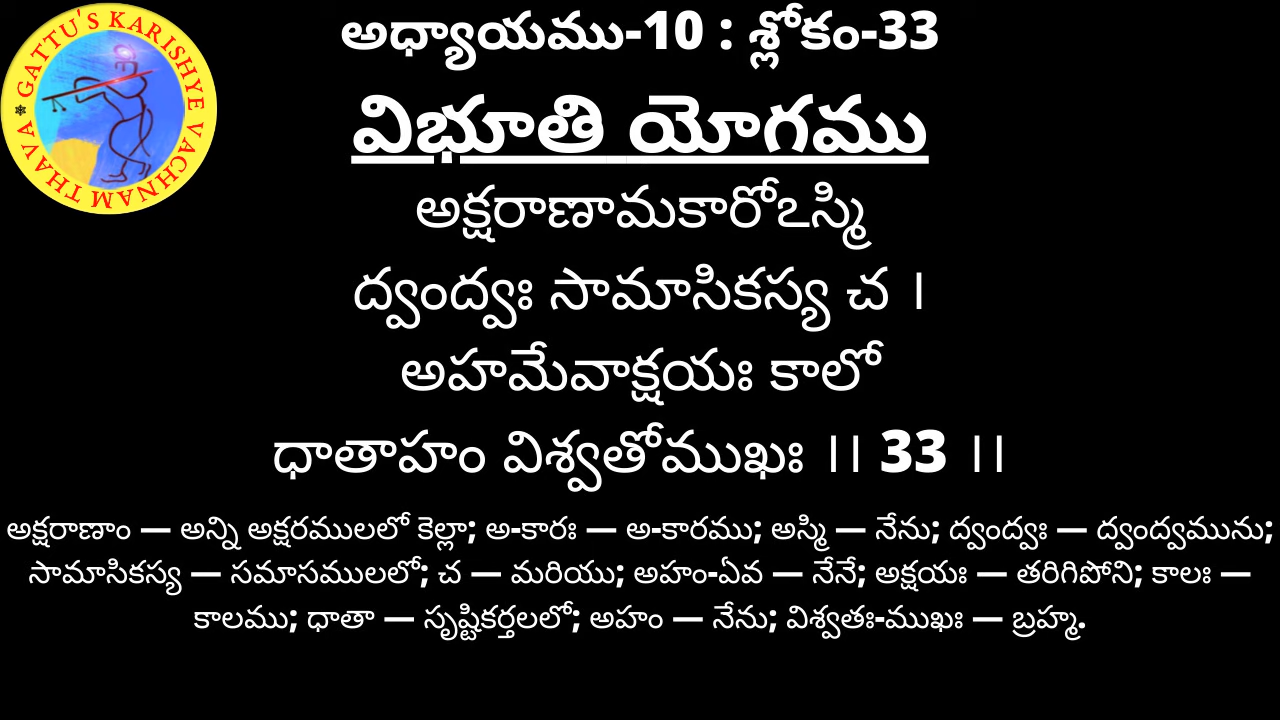 GATTU'S KARISHYE VACHNAM THAVA
అధ్యాయము-10 : శ్లోకం-33
విభూతి యోగము
అక్షరాణామకారోఽస్మి
ద్వంద్వః సామాసికస్య చ ।
అహమేవాక్షయః కాలో
ధాతాహం విశ్వతోముఖః ।। 33 ।।
అక్షరాణాం — అన్ని అక్షరములలో కెల్లా; అ-కారః — అ-కారము; అస్మి — నేను; ద్వంద్వః — ద్వంద్వమును;
సామాసికస్య — సమాసములలో; చ — మరియు; అహం-ఏవ — నేనే; అక్షయః — తరిగిపోని; కాలః —
కాలము; ధాతా — సృష్టికర్తలలో; అహం — నేను; విశ్వతః-ముఖః — బ్రహ్మ.